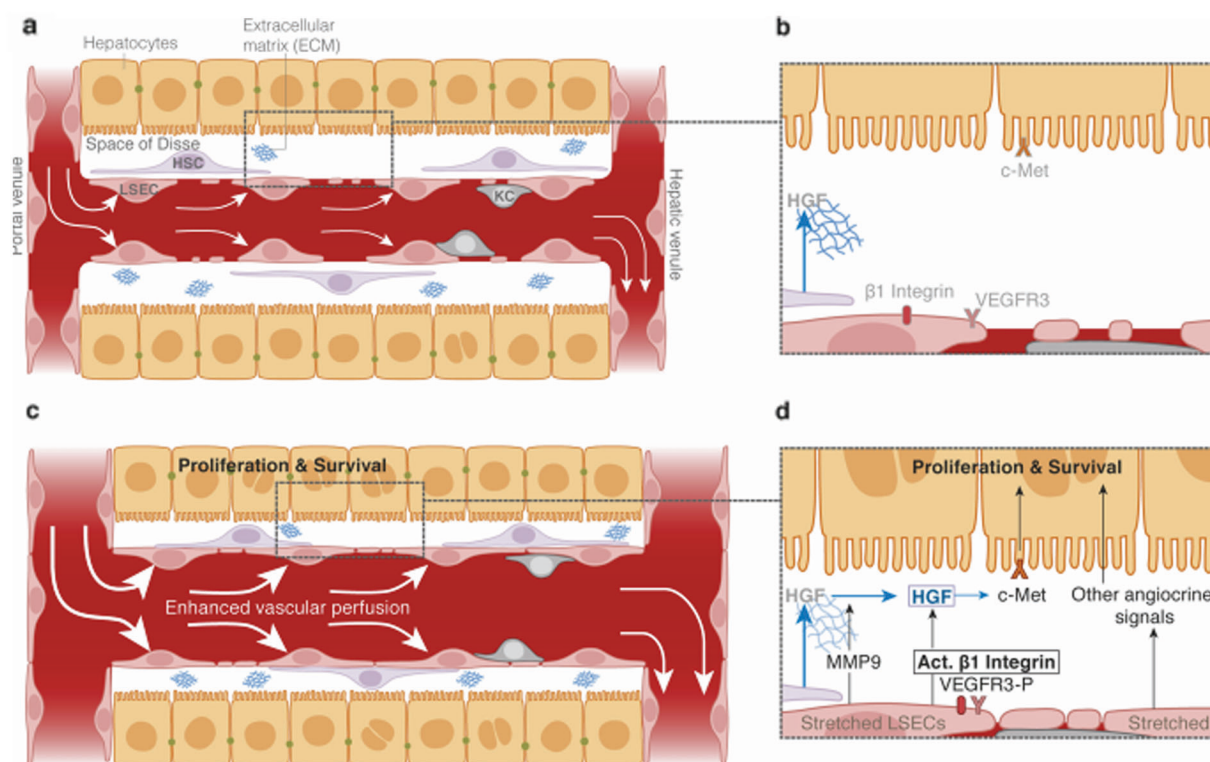 a
Extracellular
matrix (ECM)
Hepatocytes
Space of Disse
HSC
LSEC
KC
Portal venule
Hepatic venule
b
c-Met
HGF
β1 Integrin
VEGFR3
c
Proliferation & Survival
Enhanced vascular perfusion
d
Proliferation & Survival
HGF
HGF
c-Met
Other angiocrine
signals
MMP9
Act. β1 Integrin
VEGFR3-P
Stretched LSECs
Stretched